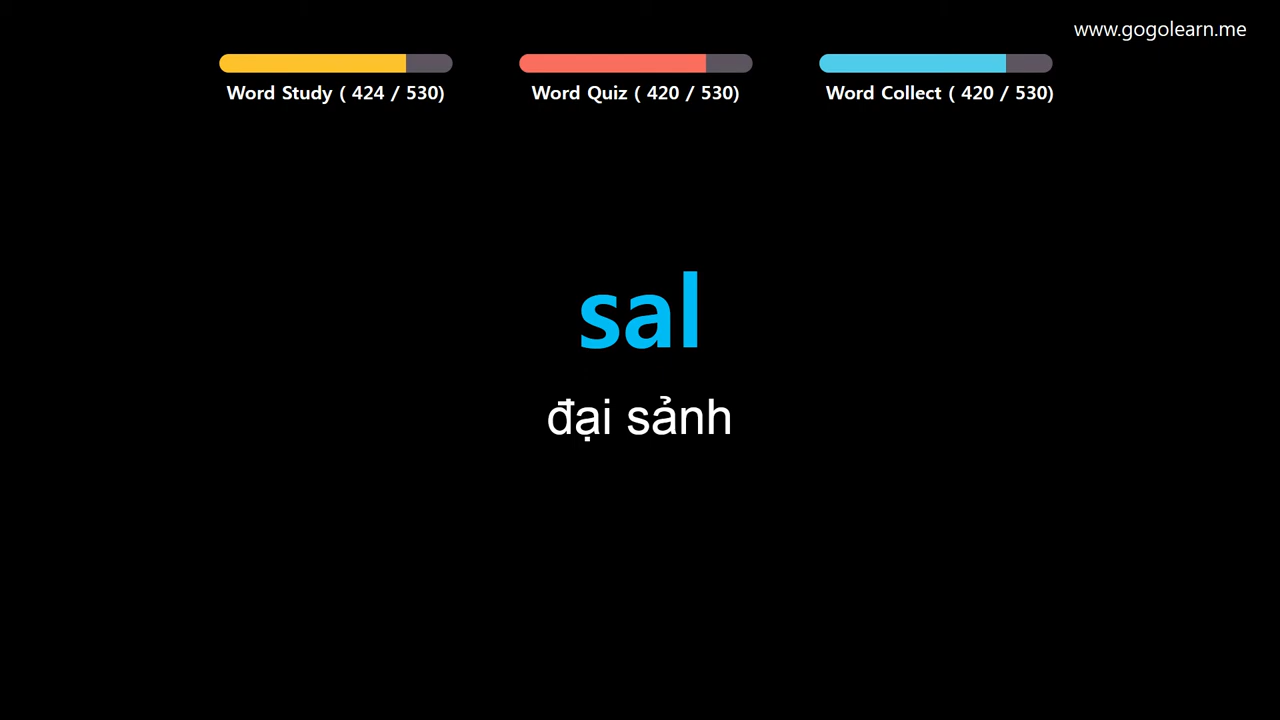 www.gogolearn.me
Word Study ( 424 / 530)
Word Quiz ( 420 / 530)
Word Collect ( 420 / 530)
sal
đại sảnh